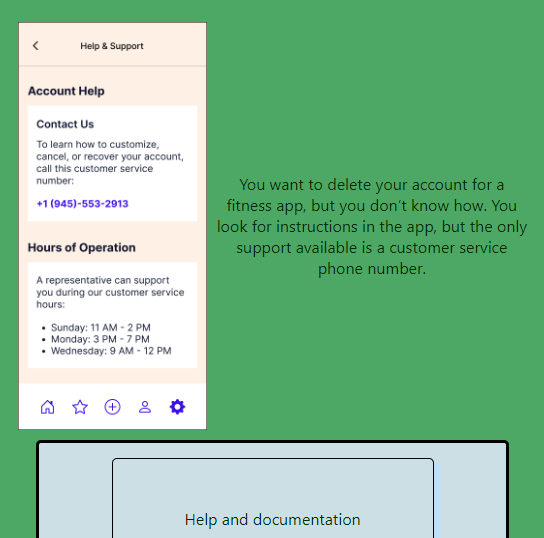 Help & Support
Account Help
Contact Us
To learn how to customize,
cancel, or recover your account,
call this customer service
number:
+1 (945)-553-2913
Hours of Operation
A representative can support
you during our customer service
hours:
• Sunday: 11 AM - 2 PM
• Monday: 3 PM - 7 PM
• Wednesday: 9 AM - 12 PM
You want to delete your account for a
fitness app, but you don't know how. You
look for instructions in the app, but the only
support available is a customer service
phone number.
Help and documentation